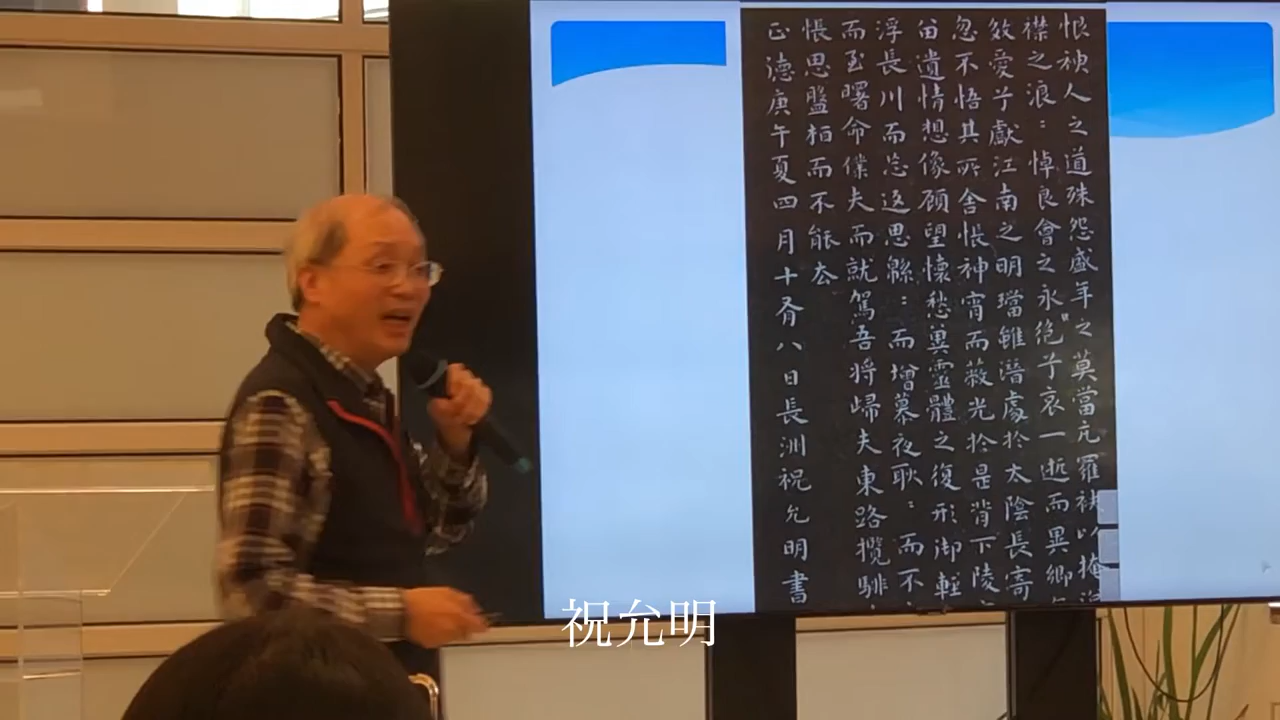 恨神人之道殊怨盛年之莫當亢羅袂以掩
襟之浪：悼良會之永絕兮哀一逝而異鄉
效愛兮獻江南之明璫雖潛處於太陰長寄
忽不悟其所舍悵神宵而蔽光於是背下陵
留遺情想像顧望懷愁冀靈體之復形御輕
浮長川而忘返思緜：而增慕夜耿：而不
而至曙命僕夫而就駕吾將歸夫東路攬騑
悵思盤桓而不能去
正德庚午夏四月十有八日長洲祝允明書
祝允明